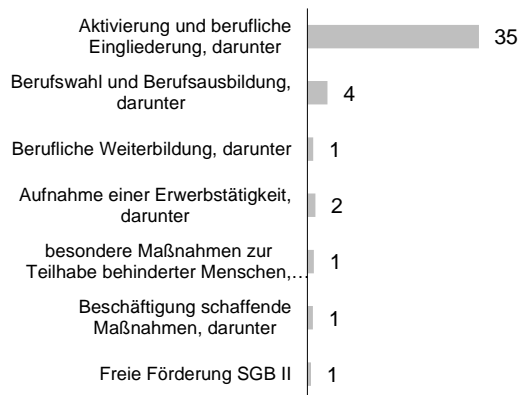 Aktivierung und berufliche
Eingliederung, darunter
35
Berufswahl und Berufsausbildung,
darunter
4
Berufliche Weiterbildung, darunter
1
Aufnahme einer Erwerbstätigkeit,
darunter
2
besondere Maßnahmen zur
Teilhabe behinderter Menschen,…
1
Beschäftigung schaffende
Maßnahmen, darunter
1
Freie Förderung SGB II
1